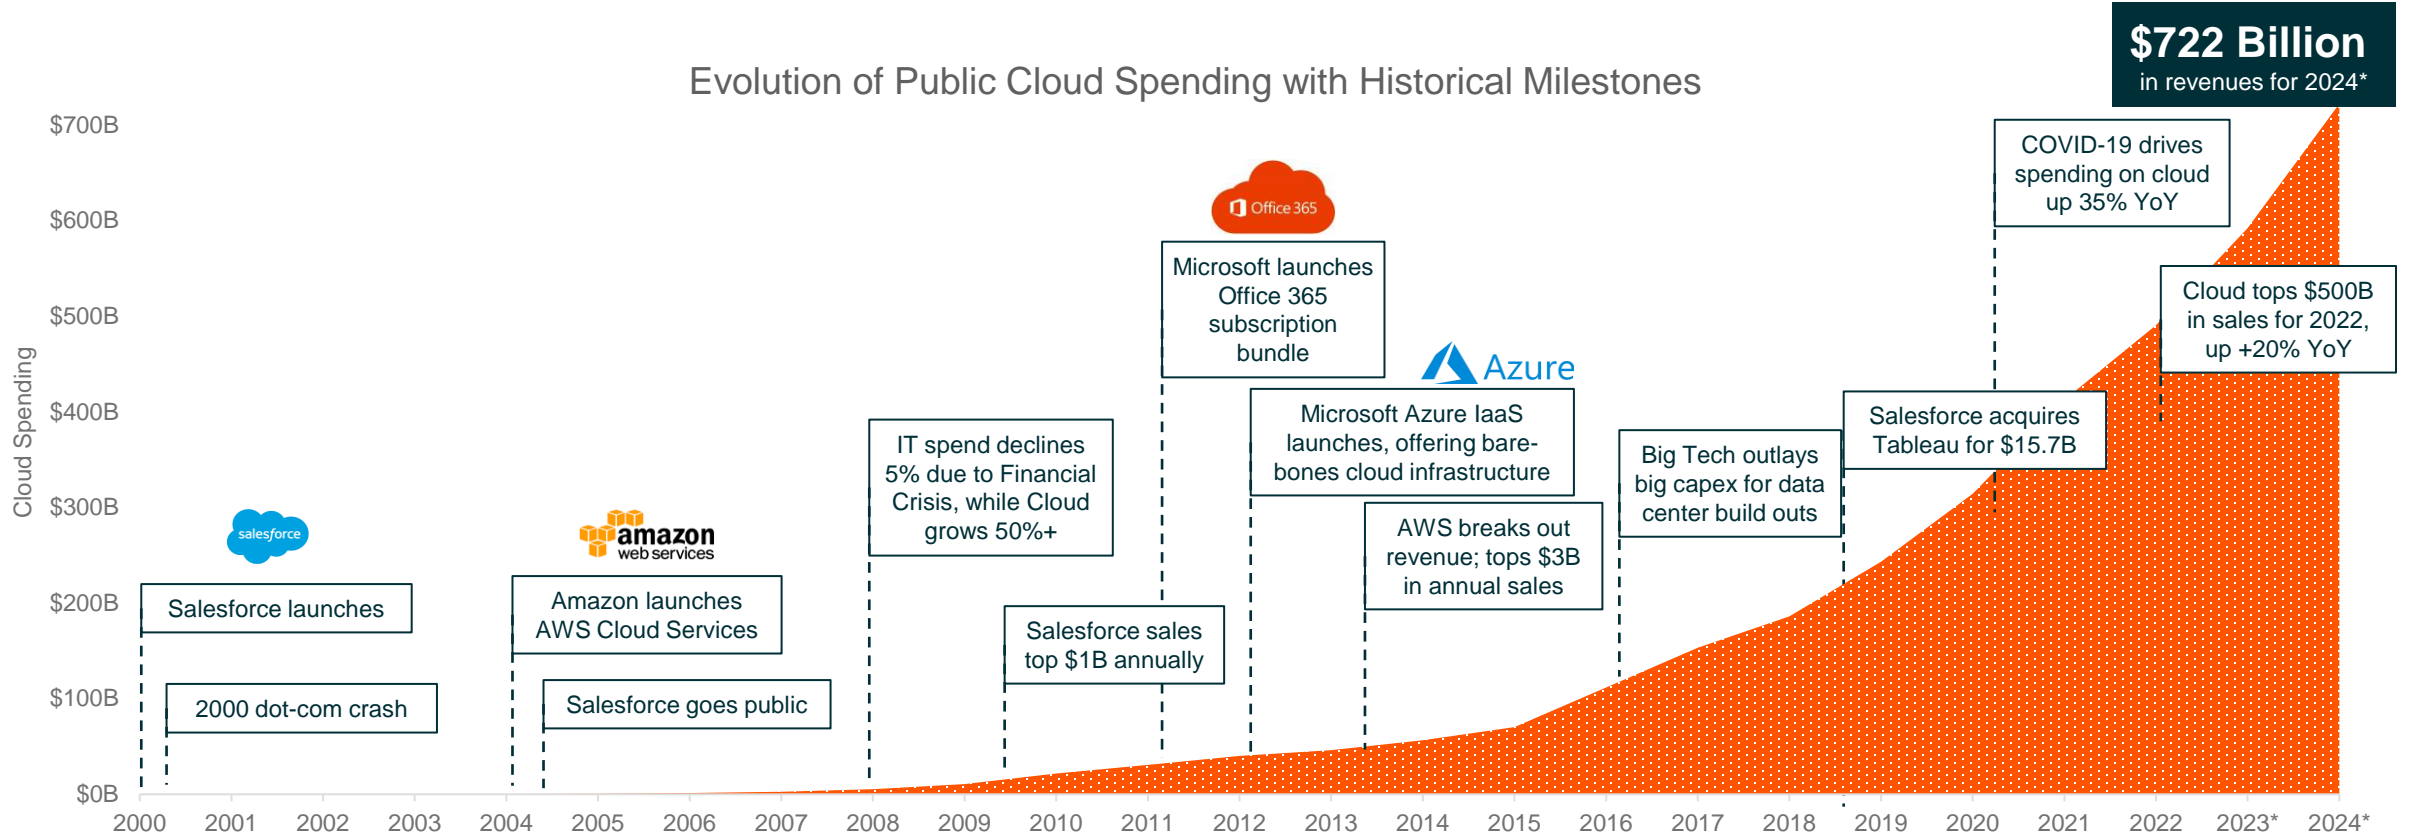 $722 Billion
in revenues for 2024*
Evolution of Public Cloud Spending with Historical Milestones
Cloud Spending
$700B
$600B
$500B
$400B
$300B
$200B
$100B
$0B
salesforce
Salesforce launches
2000 dot-com crash
amazon
web services
Amazon launches
AWS Cloud Services
Salesforce goes public
IT spend declines
5% due to Financial
Crisis, while Cloud
grows 50%+
Salesforce sales
top $1B annually
Office 365
Microsoft launches
Office 365
subscription
bundle
Azure
Microsoft Azure IaaS
launches, offering bare-
bones cloud infrastructure
AWS breaks out
revenue; tops $3B
in annual sales
Big Tech outlays
big capex for data
center build outs
Salesforce acquires
Tableau for $15.7B
COVID-19 drives
spending on cloud
up 35% YoY
Cloud tops $500B
in sales for 2022,
up +20% YoY
2000 2001 2002 2003 2004 2005 2006 2007 2008 2009 2010 2011 2012 2013 2014 2015 2016 2017 2018 2019 2020 2021 2022 2023* 2024*